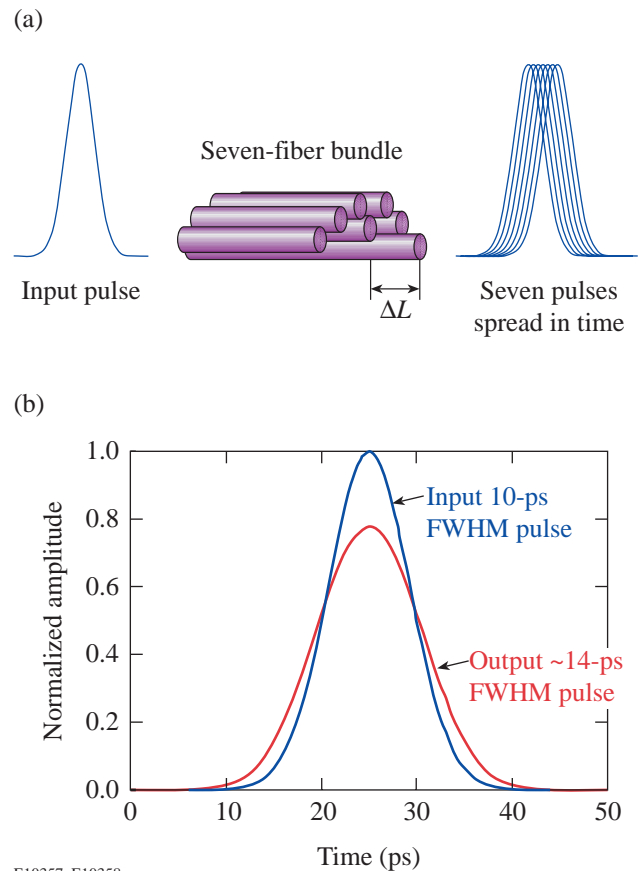 (a)
Seven-fiber bundle
Input pulse
ΔL
Seven pulses
spread in time
(b)
Normalized amplitude
1.0
0.8
0.6
0.4
0.2
0.0
Input 10-ps
FWHM pulse
Output ~14-ps
FWHM pulse
0
10
20
30
40
50
Time (ps)